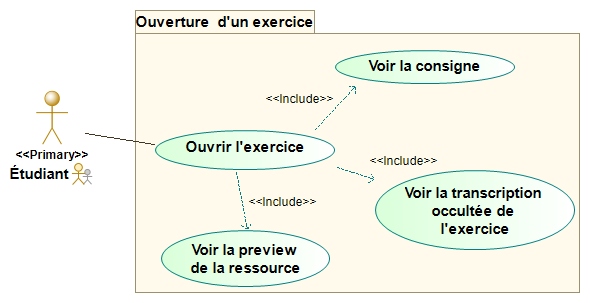 Ouverture d'un exercice
Voir la consigne
<<Include>>
<<Primary>>
Étudiant
Ouvrir l'exercice
<<Include>>
Voir la transcription
occultée de
l'exercice
<<Include>>
Voir la preview
de la ressource